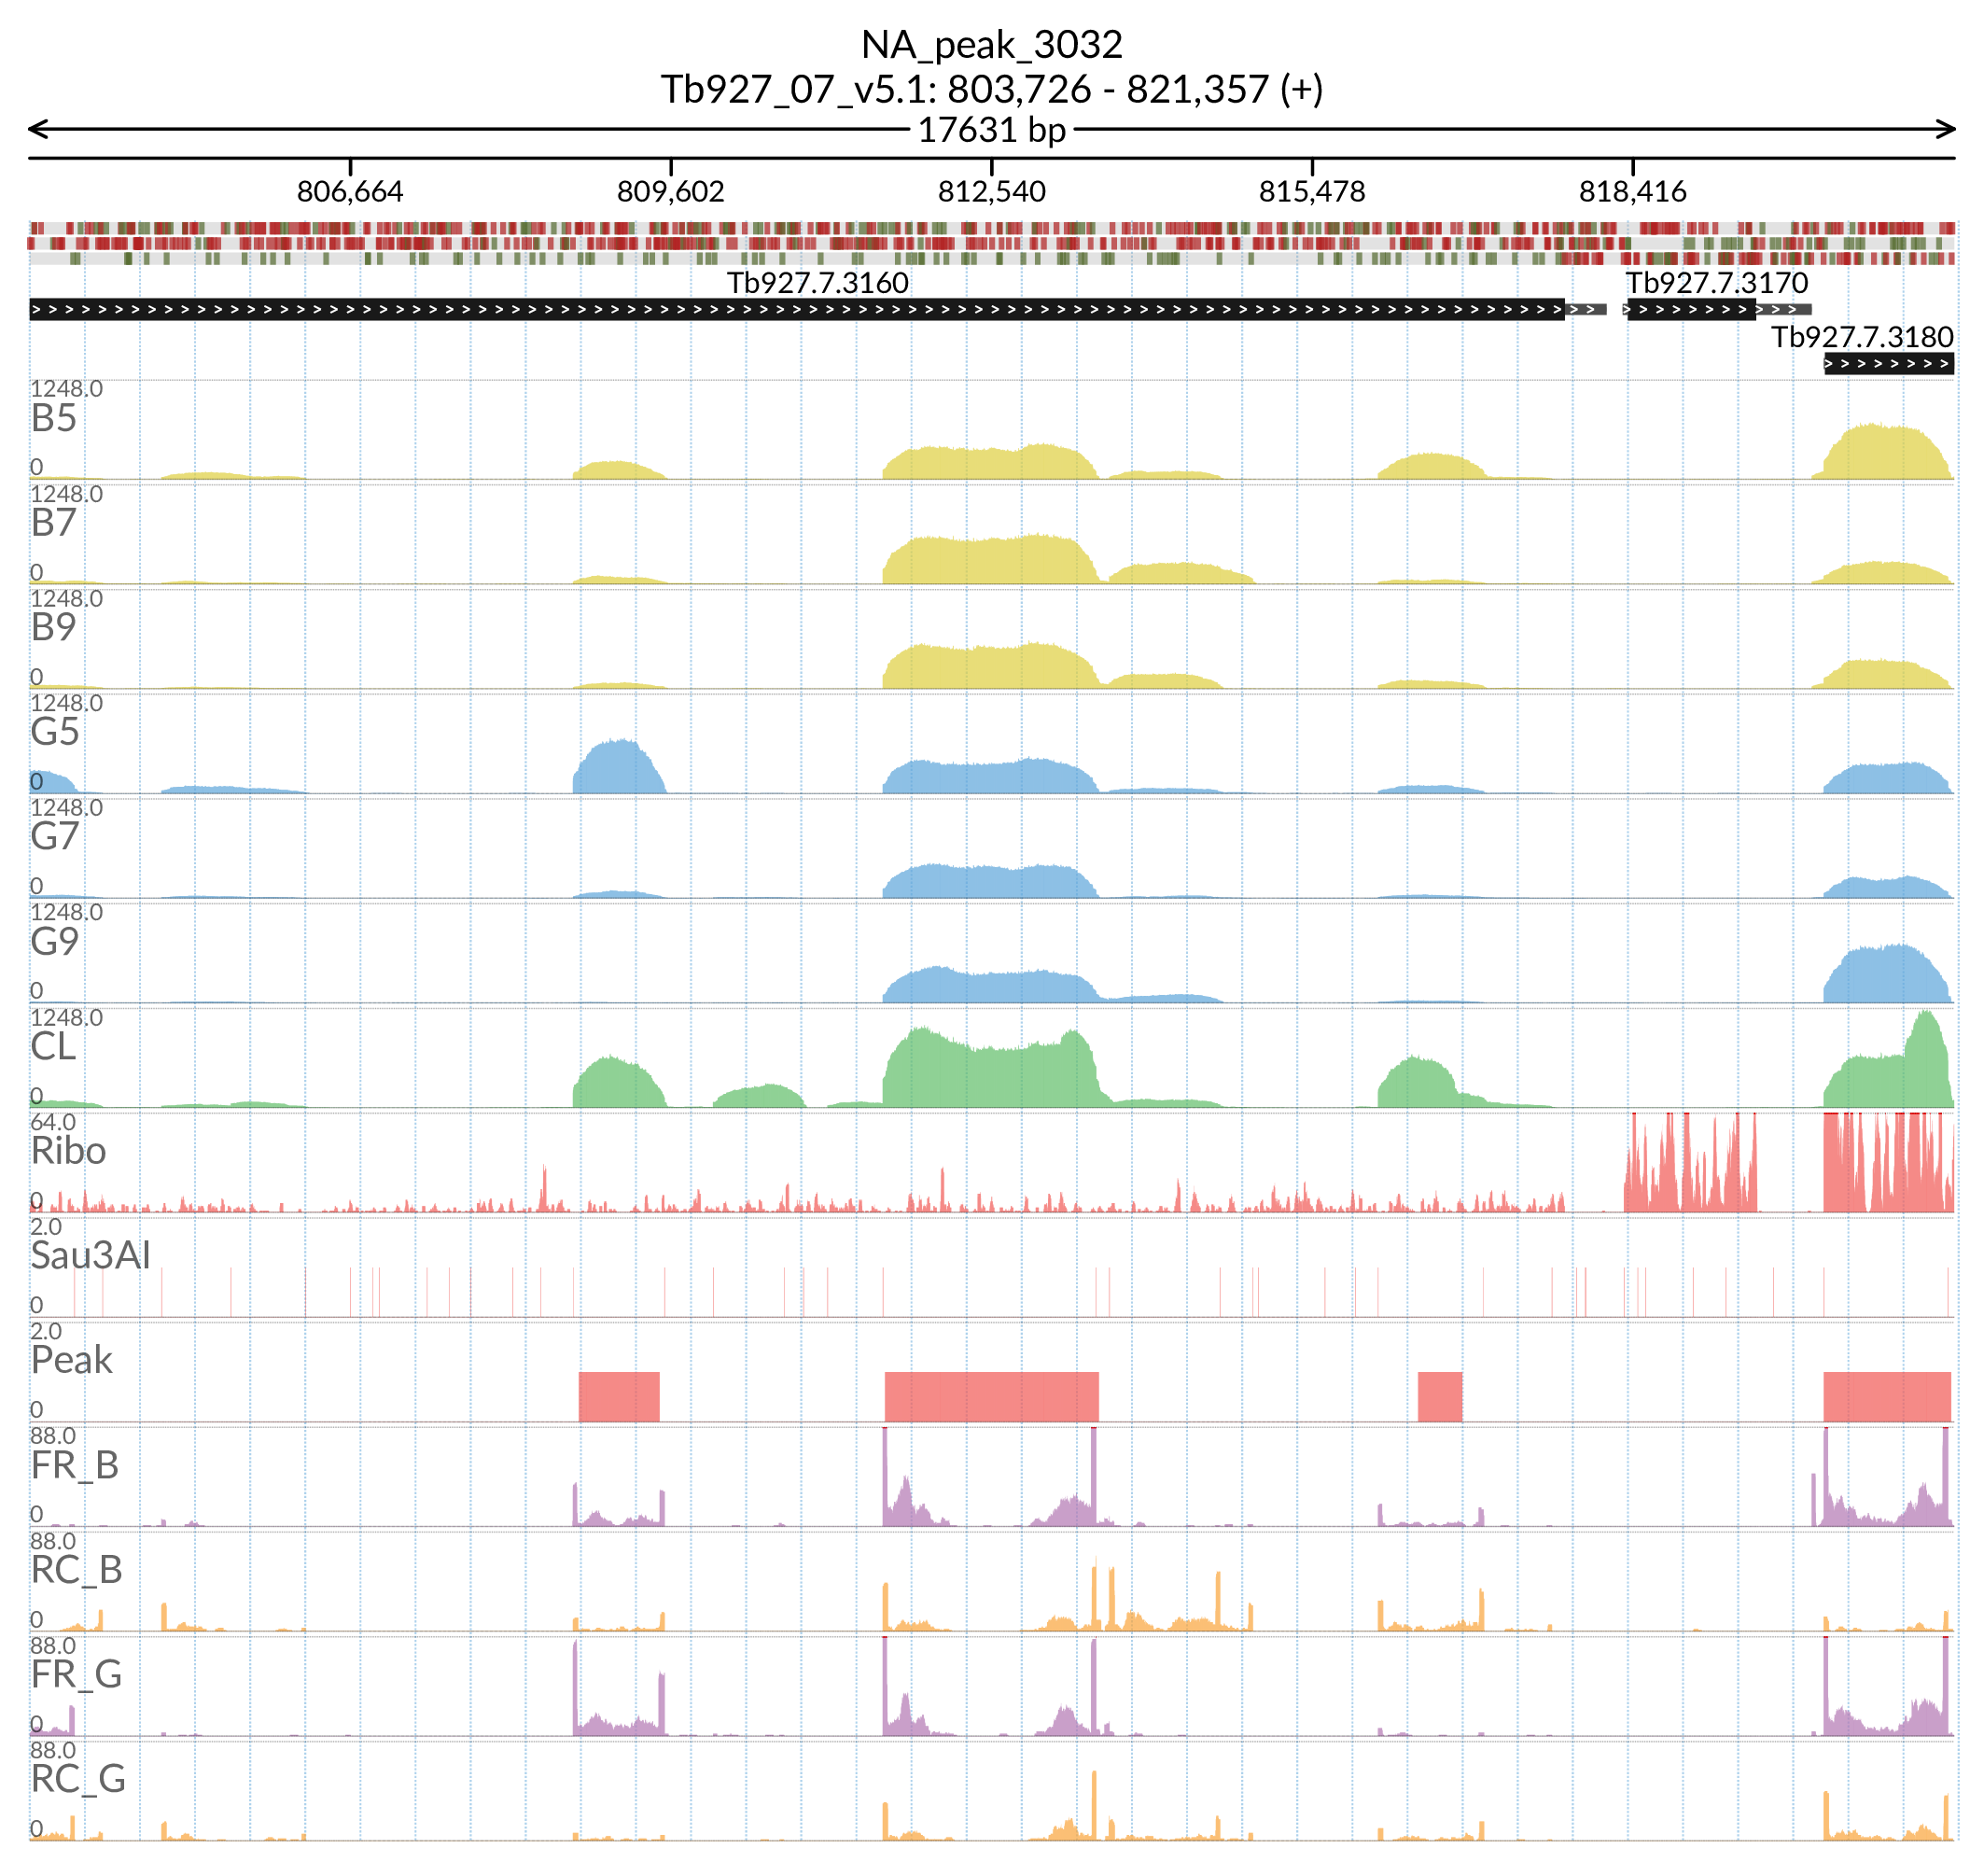 NA_peak_3032
Tb927_07_v5.1: 803,726 - 821,357 (+)
17631 bp
806,664 809,602 812,540 815,478 818,416
Tb927.7.3160 Tb927.7.3170
Tb927.7.3180
1248.0
B5
0
1248.0
B7
0
1248.0
B9
0
1248.0
G5
0
1248.0
G7
0
1248.0
G9
0
1248.0
CL
0
64.0
Ribo
0
2.0
Sau3AI
0
2.0
Peak
0
88.0
FR_B
0
88.0
RC_B
0
88.0
FR_G
0
88.0
RC_G
0